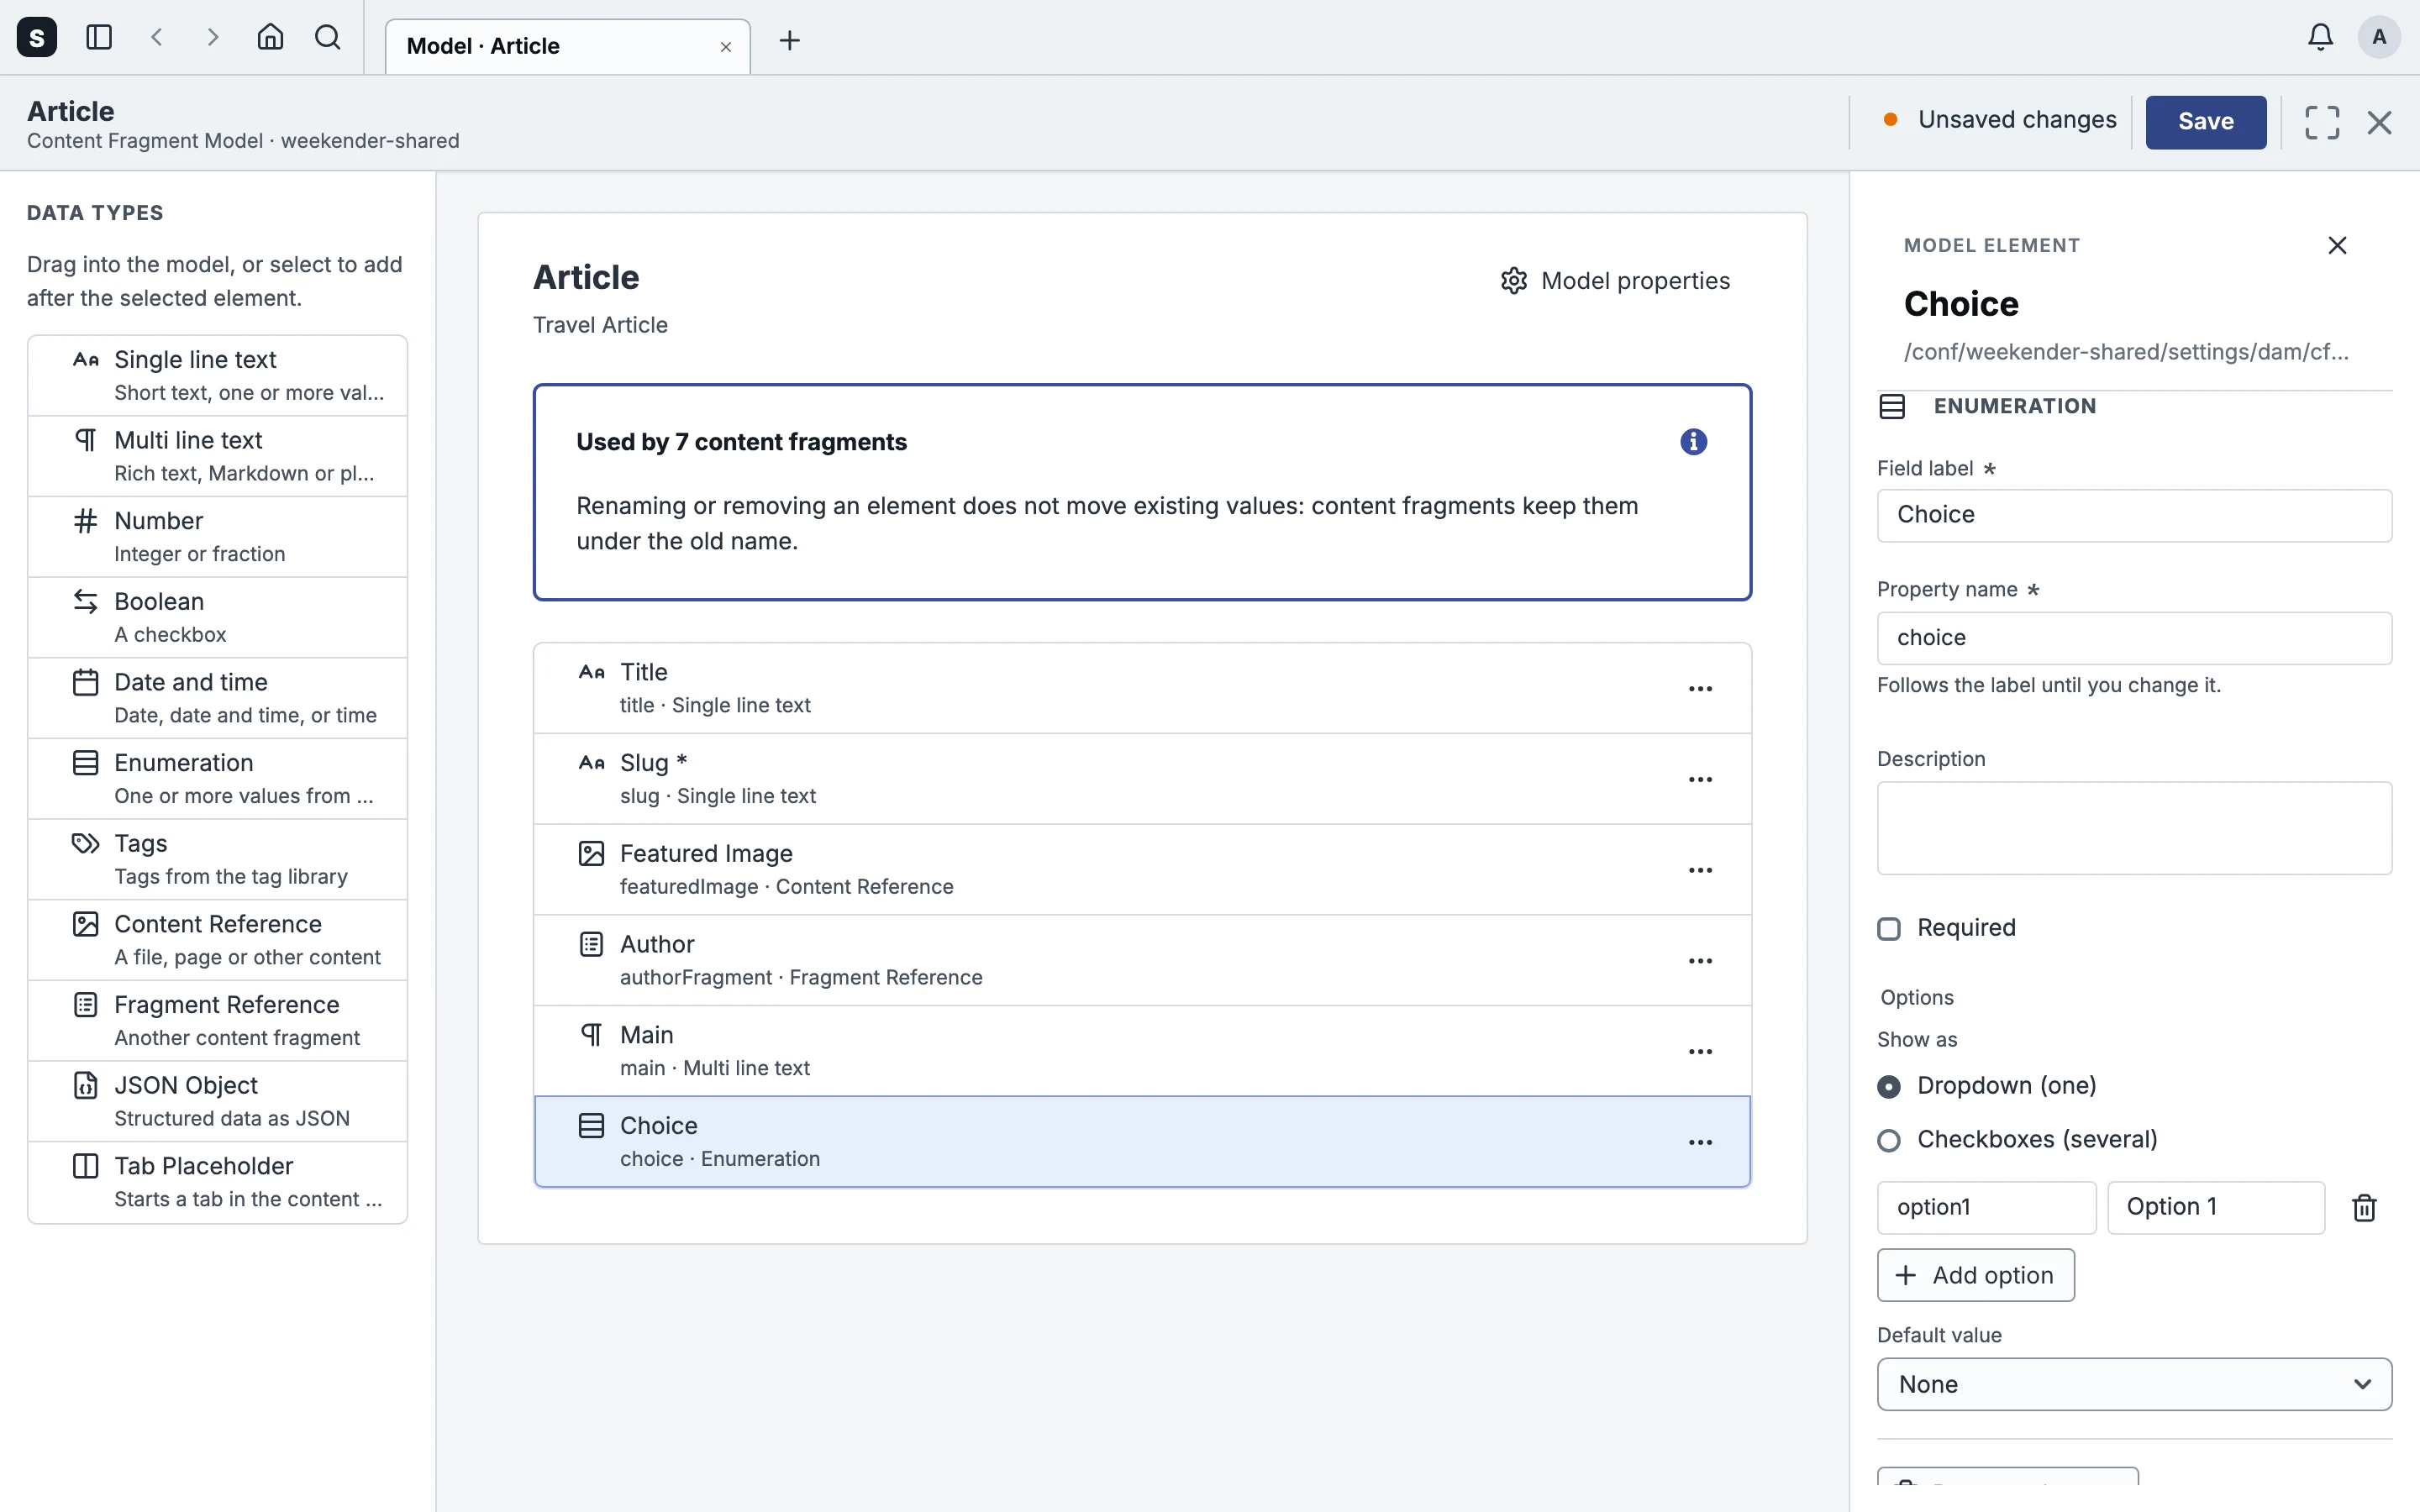 S
Model · Article
A
Article
Content Fragment Model · weekender-shared
Unsaved changes
Save
DATA TYPES
Drag into the model, or select to add
after the selected element.
Single line text
Short text, one or more val...
Multi line text
Rich text, Markdown or pl...
Number
Integer or fraction
Boolean
A checkbox
Date and time
Date, date and time, or time
Enumeration
One or more values from ...
Tags
Tags from the tag library
Content Reference
A file, page or other content
Fragment Reference
Another content fragment
JSON Object
Structured data as JSON
Tab Placeholder
Starts a tab in the content ...
Article
Model properties
Travel Article
Used by 7 content fragments
Renaming or removing an element does not move existing values: content fragments keep them
under the old name.
Title
title · Single line text
Slug *
slug · Single line text
Featured Image
featuredImage · Content Reference
Author
authorFragment · Fragment Reference
Main
main · Multi line text
Choice
choice · Enumeration
MODEL ELEMENT
Choice
/conf/weekender-shared/settings/dam/cf...
ENUMERATION
Field label *
Choice
Property name *
choice
Follows the label until you change it.
Description
Required
Options
Show as
Dropdown (one)
Checkboxes (several)
option1
Option 1
Add option
Default value
None